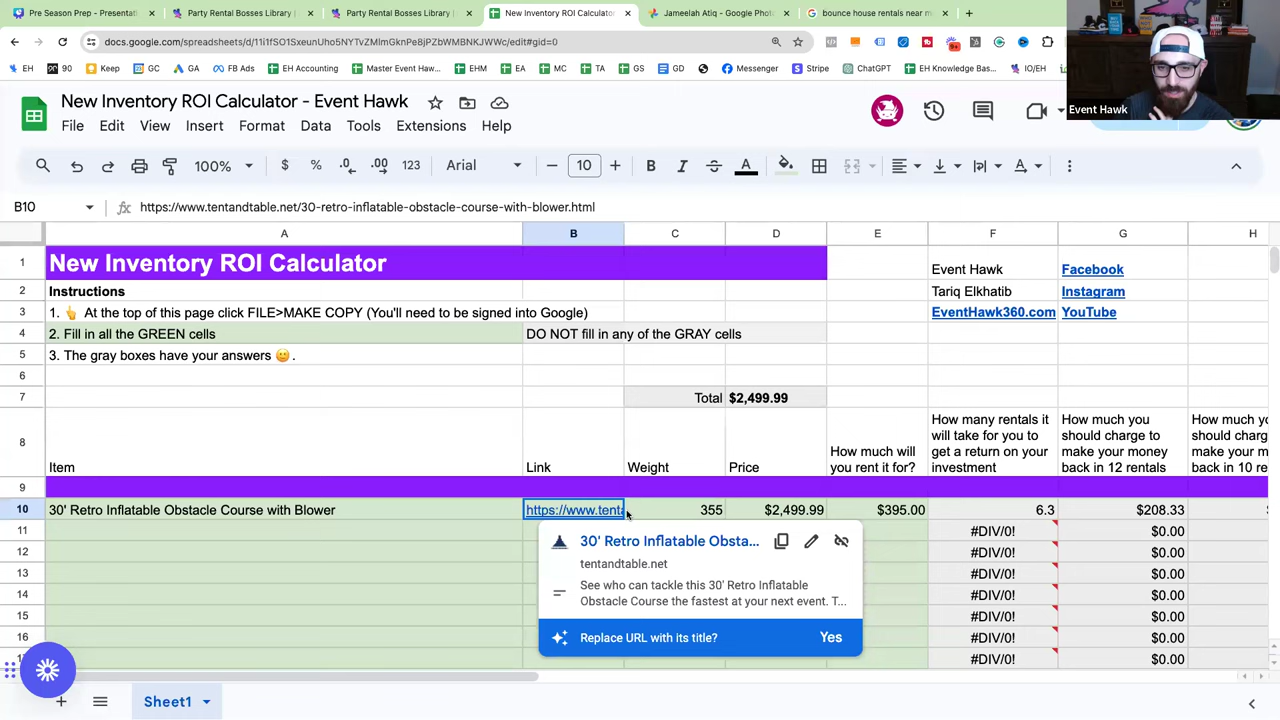 Pre Season Prep - Presentat
Party Rental Bosses Library
Party Rental Bosses Library
New Inventory ROI Calculator
Jameelah Atiq - Google Phot
bounce house rentals near m
docs.google.com/spreadsheets/d/11i1fSO1SxeunUho5NYTvZMlmGknPe8jPZbWMBNKJWWc/edit#gid=0
EH
90
Keep
GC
GA
FB Ads
EH Accounting
Master Event Haw...
EML
EA
MC
TA
GS
GD
Messenger
Stripe
ChatGPT
EH Knowledge Bas...
IO/EH
Event Hawk
New Inventory ROI Calculator - Event Hawk
File Edit View Insert Format Data Tools Extensions Help
100% $ % .0 .00 123 Arial 10 B I A
B10 fx https://www.tentandtable.net/30-retro-inflatable-obstacle-course-with-blower.html
A B C D E F G H
1 New Inventory ROI Calculator Event Hawk Facebook
2 Instructions Tariq Elkhatib Instagram
3 1. 👆 At the top of this page click FILE>MAKE COPY (You'll need to be signed into Google) EventHawk360.com YouTube
4 2. Fill in all the GREEN cells DO NOT fill in any of the GRAY cells
5 3. The gray boxes have your answers 🙂 .
6
7 Total $2,499.99
How many rentals it
will take for you to
get a return on your
investment
How much you
should charge to
make your money
back in 12 rentals
How much yo
should charg
make your m
back in 10 re
How much will
you rent it for?
8 Item Link Weight Price
9
10 30' Retro Inflatable Obstacle Course with Blower https://www.tenta 355 $2,499.99 $395.00 6.3 $208.33
11 #DIV/0! $0.00
12 #DIV/0! $0.00
13 #DIV/0! $0.00
14 #DIV/0! $0.00
15 #DIV/0! $0.00
16 #DIV/0! $0.00
#DIV/0! $0.00
30' Retro Inflatable Obsta...
tentandtable.net
See who can tackle this 30' Retro Inflatable
Obstacle Course the fastest at your next event. T...
Replace URL with its title? Yes
Sheet1